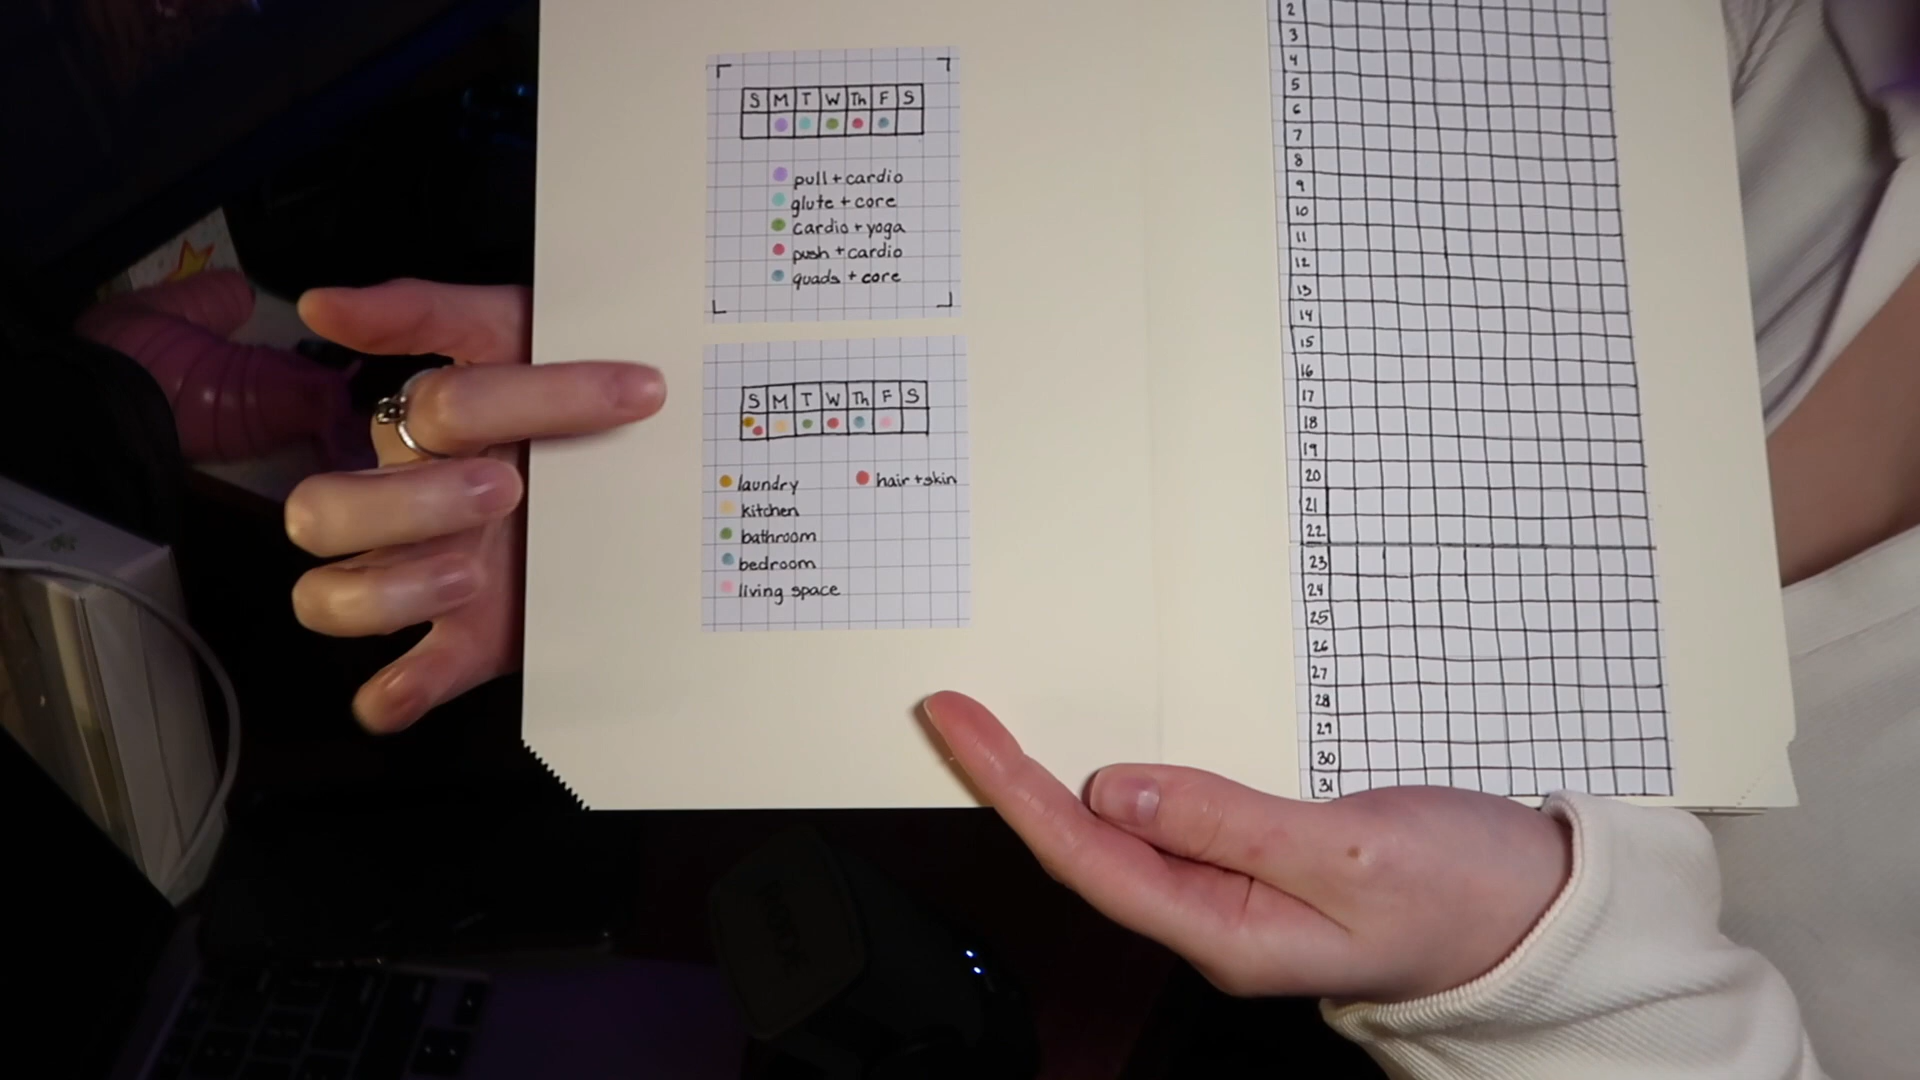 S M T W Th F S
pull + cardio
glute + core
cardio + yoga
push + cardio
quads + core
S M T W Th F S
laundry
kitchen
bathroom
bedroom
living space
hair + skin
2
3
4
5
6
7
8
9
10
11
12
13
14
15
16
17
18
19
20
21
22
23
24
25
26
27
28
29
30
31